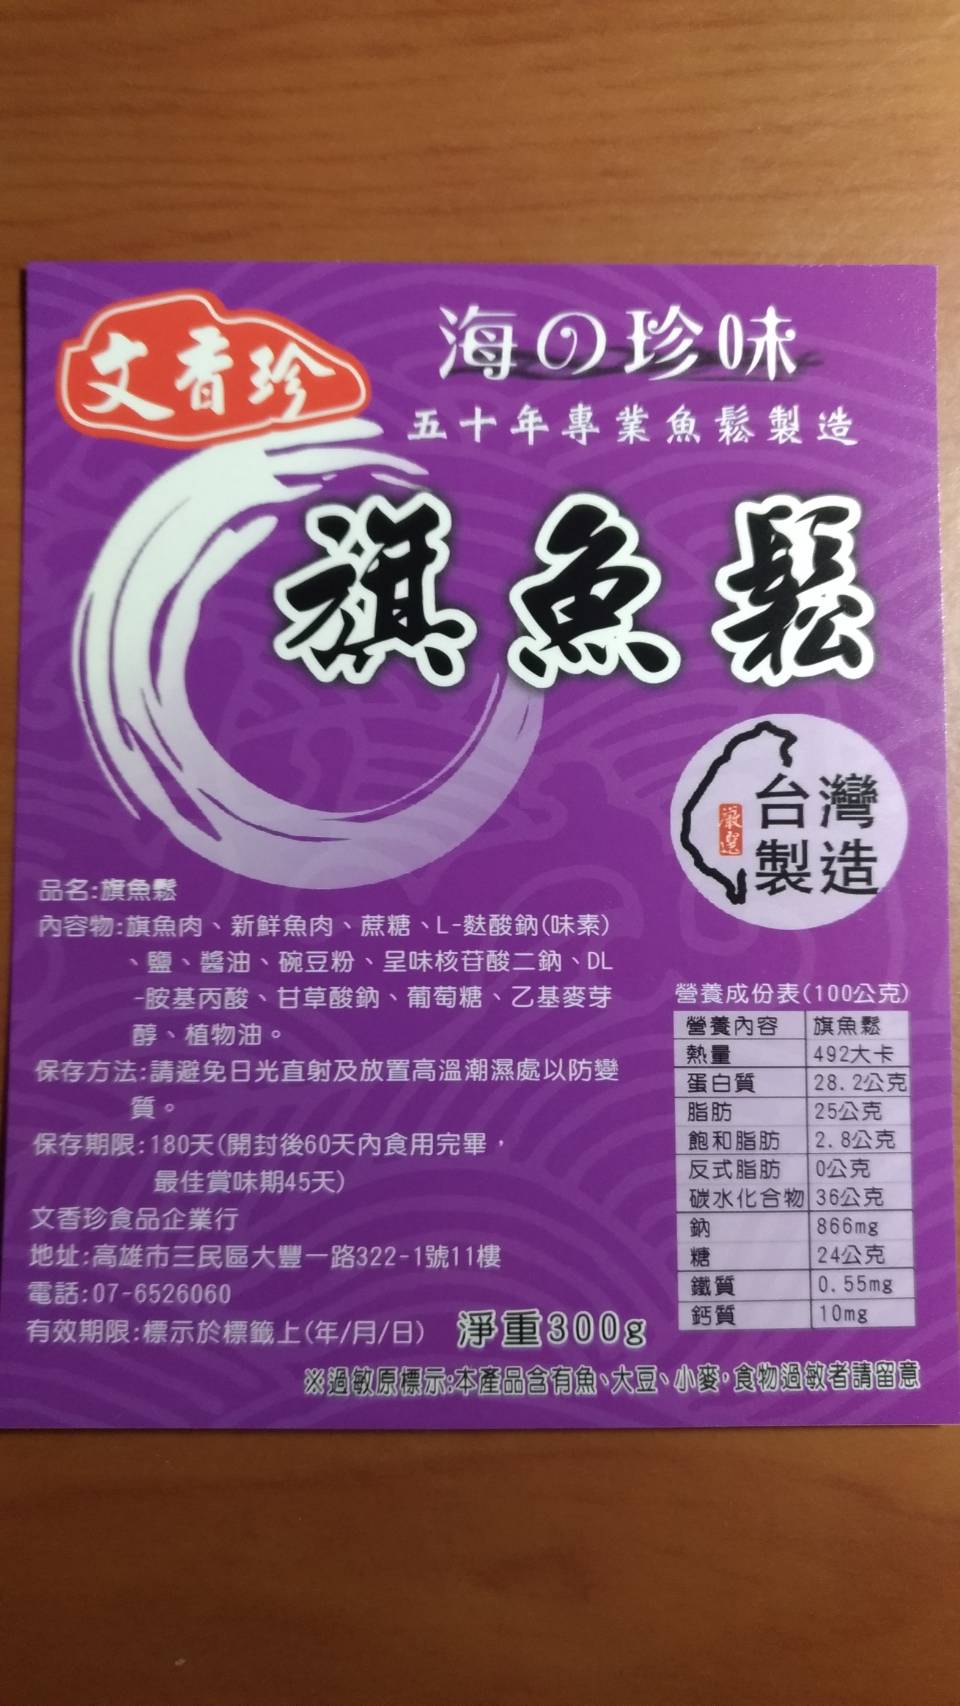 文香珍
海の珍味
五十年專業魚鬆製造
旗魚鬆
嚴選
台灣
製造
品名:旗魚鬆
內容物:旗魚肉、新鮮魚肉、蔗糖、L-麩酸鈉(味素)
、鹽、醬油、碗豆粉、呈味核苷酸二鈉、DL
-胺基丙酸、甘草酸鈉、葡萄糖、乙基麥芽
醇、植物油。
保存方法:請避免日光直射及放置高溫潮濕處以防變
質。
保存期限:180天(開封後60天內食用完畢，
最佳賞味期45天)
文香珍食品企業行
地址:高雄市三民區大豐一路322-1號11樓
電話:07-6526060
有效期限:標示於標籤上(年/月/日)
淨重300g
營養成份表(100公克)
營養內容 旗魚鬆
熱量 492大卡
蛋白質 28.2公克
脂肪 25公克
飽和脂肪 2.8公克
反式脂肪 0公克
碳水化合物 36公克
鈉 866mg
糖 24公克
鐵質 0.55mg
鈣質 10mg
※過敏原標示:本產品含有魚、大豆、小麥，食物過敏者請留意